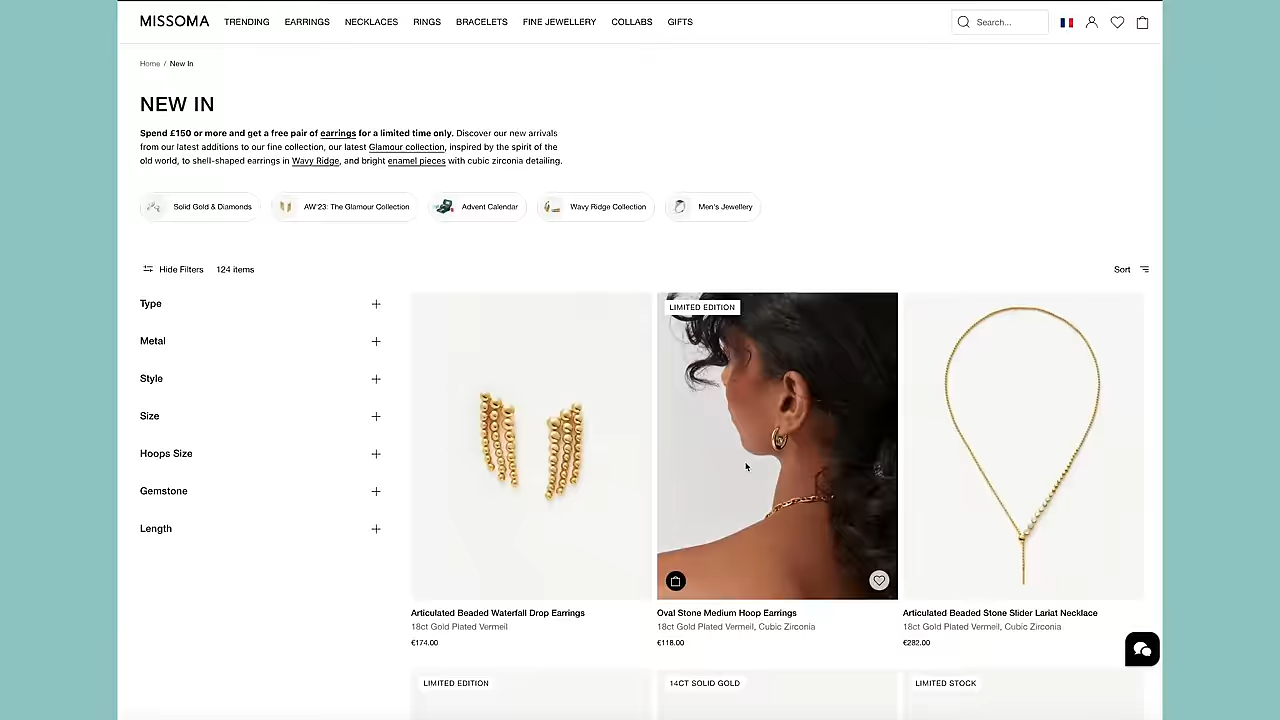 MISSOMA TRENDING EARRINGS NECKLACES RINGS BRACELETS FINE JEWELLERY COLLABS GIFTS Search...
Home / New In
NEW IN
Spend £150 or more and get a free pair of earrings for a limited time only. Discover our new arrivals
from our latest additions to our fine collection, our latest Glamour collection, inspired by the spirit of the
old world, to shell-shaped earrings in Wavy Ridge, and bright enamel pieces with cubic zirconia detailing.
Solid Gold & Diamonds AW'23: The Glamour Collection Advent Calendar Wavy Ridge Collection Men's Jewellery
Hide Filters 124 items Sort
Type
Metal
Style
Size
Hoops Size
Gemstone
Length
LIMITED EDITION
Articulated Beaded Waterfall Drop Earrings
18ct Gold Plated Vermeil
€174.00
Oval Stone Medium Hoop Earrings
18ct Gold Plated Vermeil, Cubic Zirconia
€118.00
Articulated Beaded Stone Slider Lariat Necklace
18ct Gold Plated Vermeil, Cubic Zirconia
€282.00
LIMITED EDITION
14CT SOLID GOLD
LIMITED STOCK